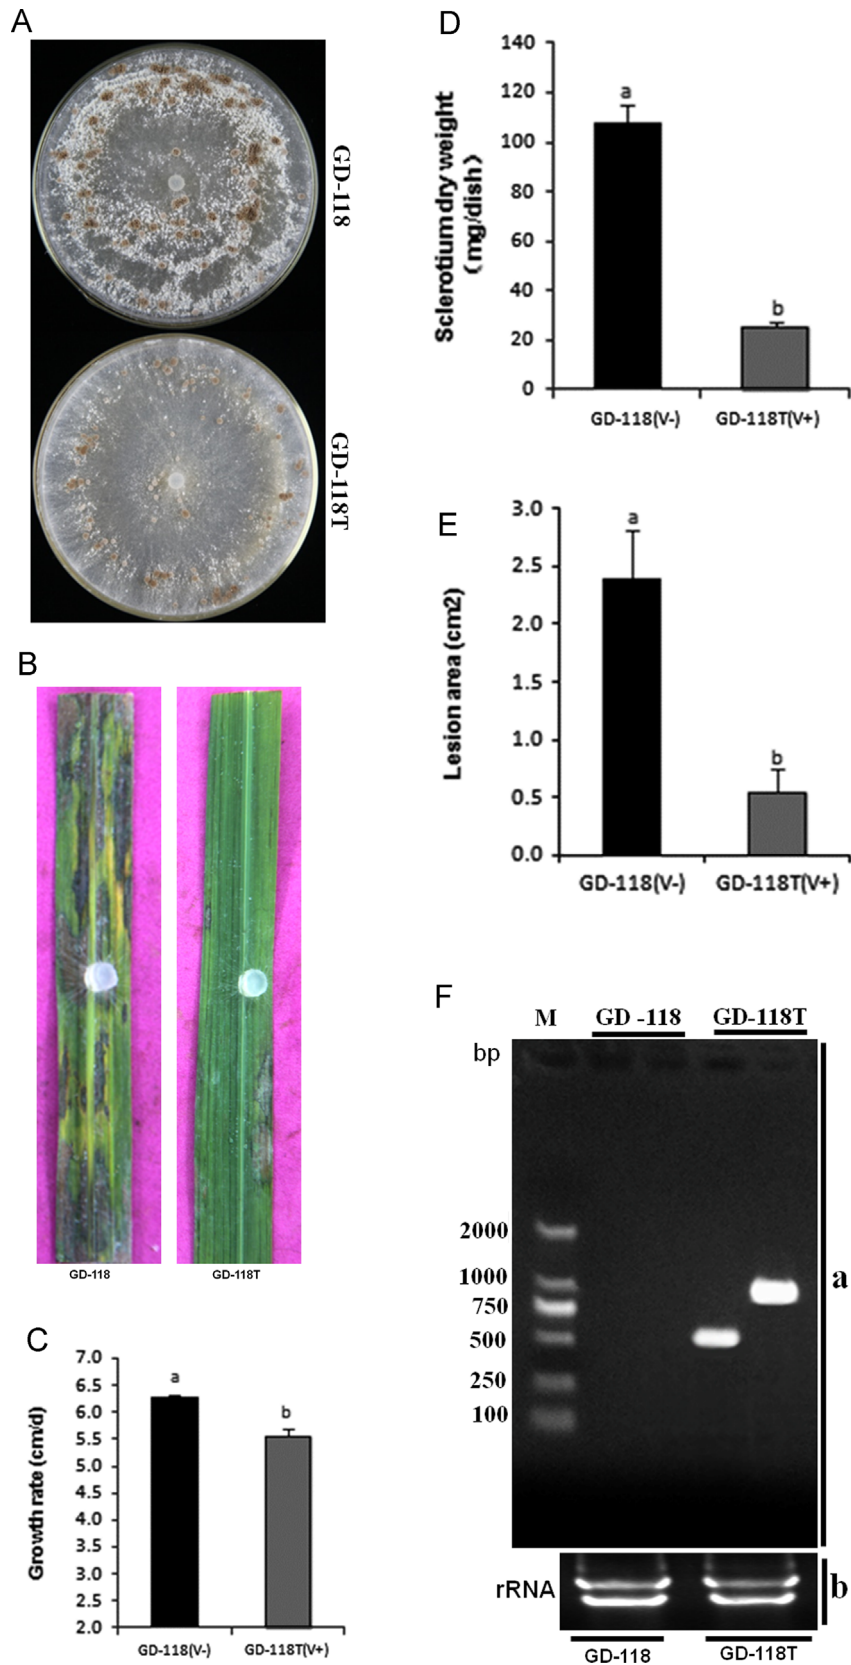 A
GD-118
GD-118T
B
GD-118
GD-118T
C
Growth rate (cm/d)
7.0
6.5
6.0
5.5
5.0
4.5
4.0
3.5
3.0
2.5
2.0
a
b
GD-118(V-)
GD-118T(V+)
D
Sclerotium dry weight
(mg/dish)
140
120
100
80
60
40
20
0
a
b
GD-118(V-)
GD-118T(V+)
E
Lesion area (cm2)
3.0
2.5
2.0
1.5
1.0
0.5
0.0
a
b
GD-118(V-)
GD-118T(V+)
F
M
GD -118
GD-118T
bp
2000
1000
750
500
250
100
a
rRNA
b
GD-118
GD-118T